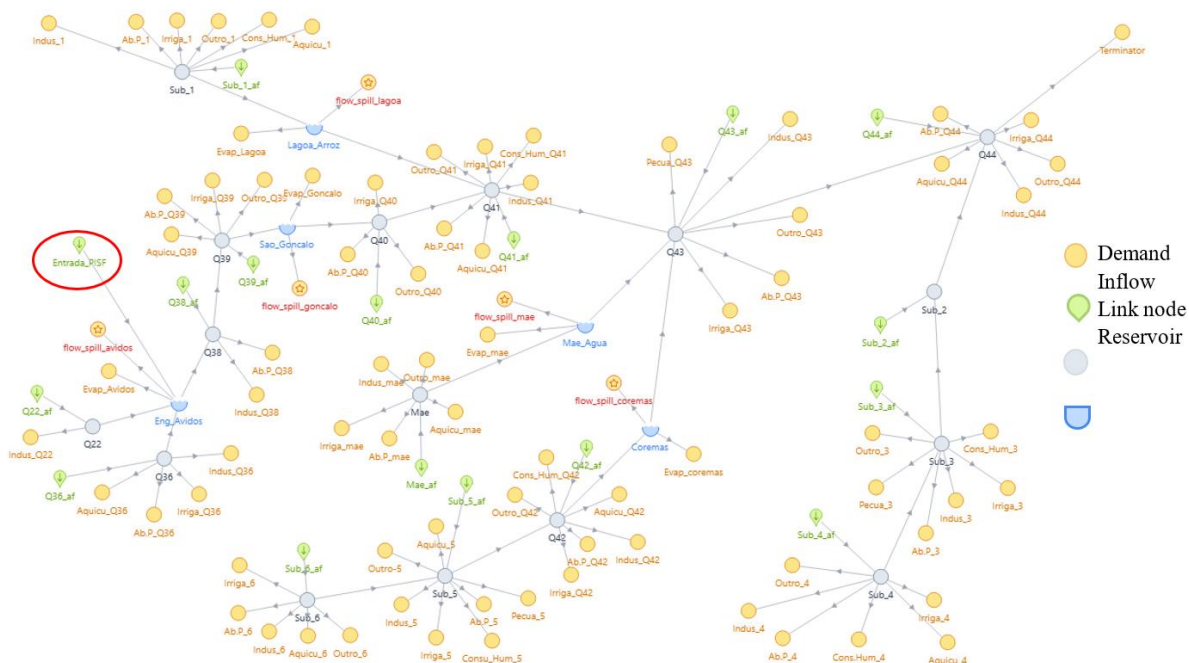 Indus_1
Ab.P_1
Irriga_1
Outro_1
Cons_Hum_1
Aquicu_1
Sub_1
Sub_1_af
flow_spill_lagoa
Evap_Lagoa
Lagoa_Arroz
Terminator
Q43_af
Indus_Q43
Pecua_Q43
Q44_af
Ab.P_Q44
Irriga_Q44
Q44
Aquicu_Q44
Outro_Q44
Indus_Q44
Outro_Q41
Irriga_Q41
Cons_Hum_Q41
Indus_Q41
Q41
Ab.P_Q41
Q41_af
Aquicu_Q41
Irriga_Q39
Outro_Q39
Evap_Goncalo
Ab.P_Q39
Aquicu_Q39
Q39
Q39_af
Sao_Goncalo
flow_spill_goncalo
Irriga_Q40
Q40
Ab.P_Q40
Outro_Q40
Q40_af
Entrada_PISF
Q43
Outro_Q43
Ab.P_Q43
Irriga_Q43
Demand
Inflow
Link node
Reservoir
Q38_af
flow_spill_avidos
Q38
Ab.P_Q38
Indus_Q38
Evap_Avidos
Eng_Avidos
Q22_af
Q22
Indus_Q22
flow_spill_mae
Evap_mae
Mae_Agua
Sub_2
Sub_2_af
Indus_mae
Outro_mae
Mae
Irriga_mae
Ab.P_mae
Aquicu_mae
Mae_af
flow_spill_coremas
Coremas
Evap_coremas
Q36_af
Q36
Indus_Q36
Aquicu_Q36
Ab.P_Q36
Irriga_Q36
Sub_3_af
Outro_3
Cons_Hum_3
Sub_3
Pecua_3
Indus_3
Irriga_3
Ab.P_3
Cons_Hum_Q42
Q42_af
Outro_Q42
Aquicu_Q42
Q42
Ab.P_Q42
Indus_Q42
Irriga_Q42
Sub_5_af
Aquicu_5
Outro-5
Sub_5
Indus_5
Ab.P_5
Pecua_5
Irriga_5
Consu_Hum_5
Sub_6_af
Irriga_6
Ab.P_6
Sub_6
Indus_6
Aquicu_6
Outro_6
Sub_4_af
Outro_4
Sub_4
Indus_4
Irriga_4
Ab.P_4
Cons.Hum_4
Aquicu_4